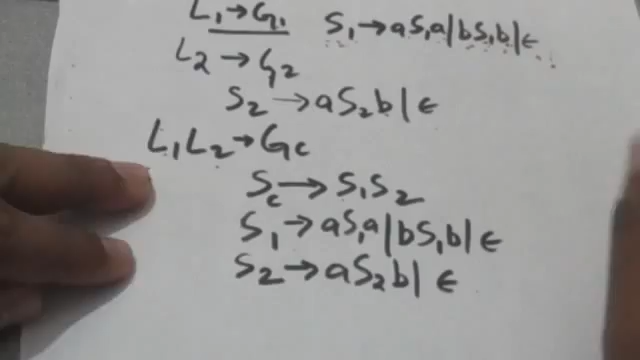 L₁→G₁ S₁→aS₁a|bS₁b|ϵ
L₂→G₂
S₂→aS₂b|ϵ
L₁L₂→Gc
Sc→S₁S₂
S₁→aS₁a|bS₁b|ϵ
S₂→aS₂b|ϵ